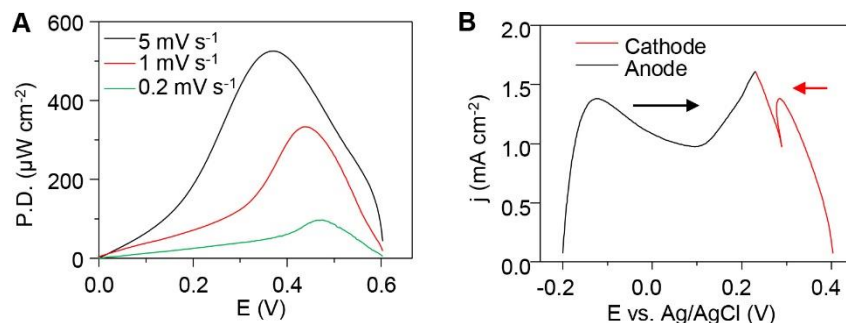 A
P.D. (µW cm⁻²)
600
400
200
0
5 mV s⁻¹
1 mV s⁻¹
0.2 mV s⁻¹
0.0
0.2
0.4
0.6
E (V)
B
j (mA cm⁻²)
2.0
1.5
1.0
0.5
0.0
Cathode
Anode
-0.2
0.0
0.2
0.4
E vs. Ag/AgCl (V)